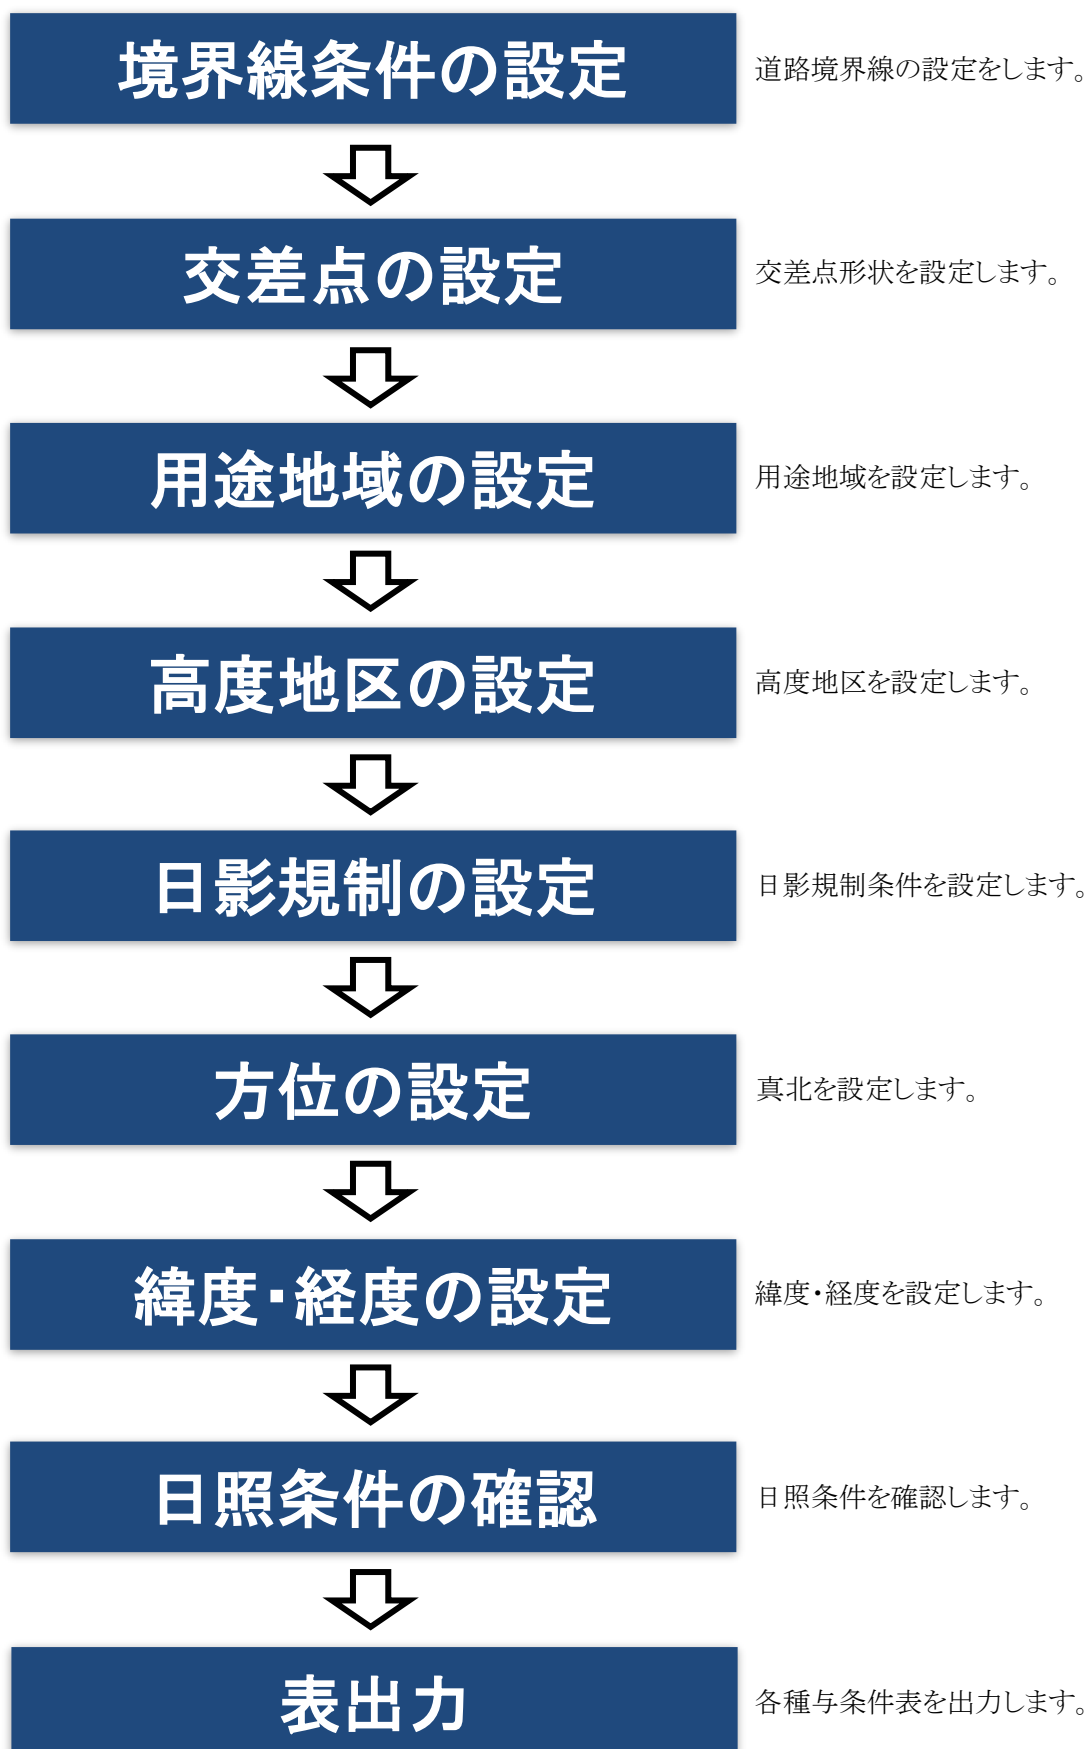 境界線条件の設定
道路境界線の設定をします。
交差点の設定
交差点形状を設定します。
用途地域の設定
用途地域を設定します。
高度地区の設定
高度地区を設定します。
日影規制の設定
日影規制条件を設定します。
方位の設定
真北を設定します。
緯度・経度の設定
緯度・経度を設定します。
日照条件の確認
日照条件を確認します。
表出力
各種与条件表を出力します。